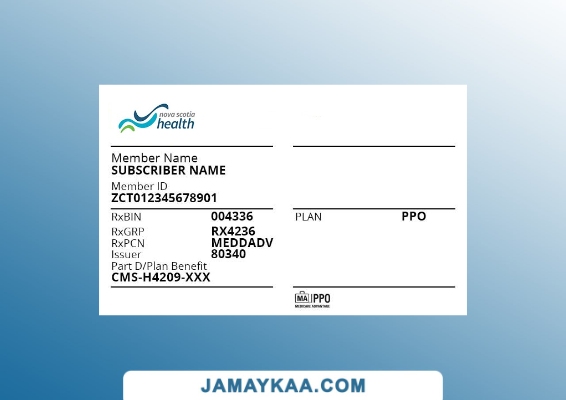 nova scotia
health
Member Name
SUBSCRIBER NAME
Member ID
ZCT012345678901
RxBIN 004336
PLAN PPO
RxGRP RX4236
RxPCN MEDDADV
Issuer 80340
Part D/Plan Benefit
CMS-H4209-XXX
MA PPO
MEDICARE ADVANTAGE
JAMAYKAA.COM